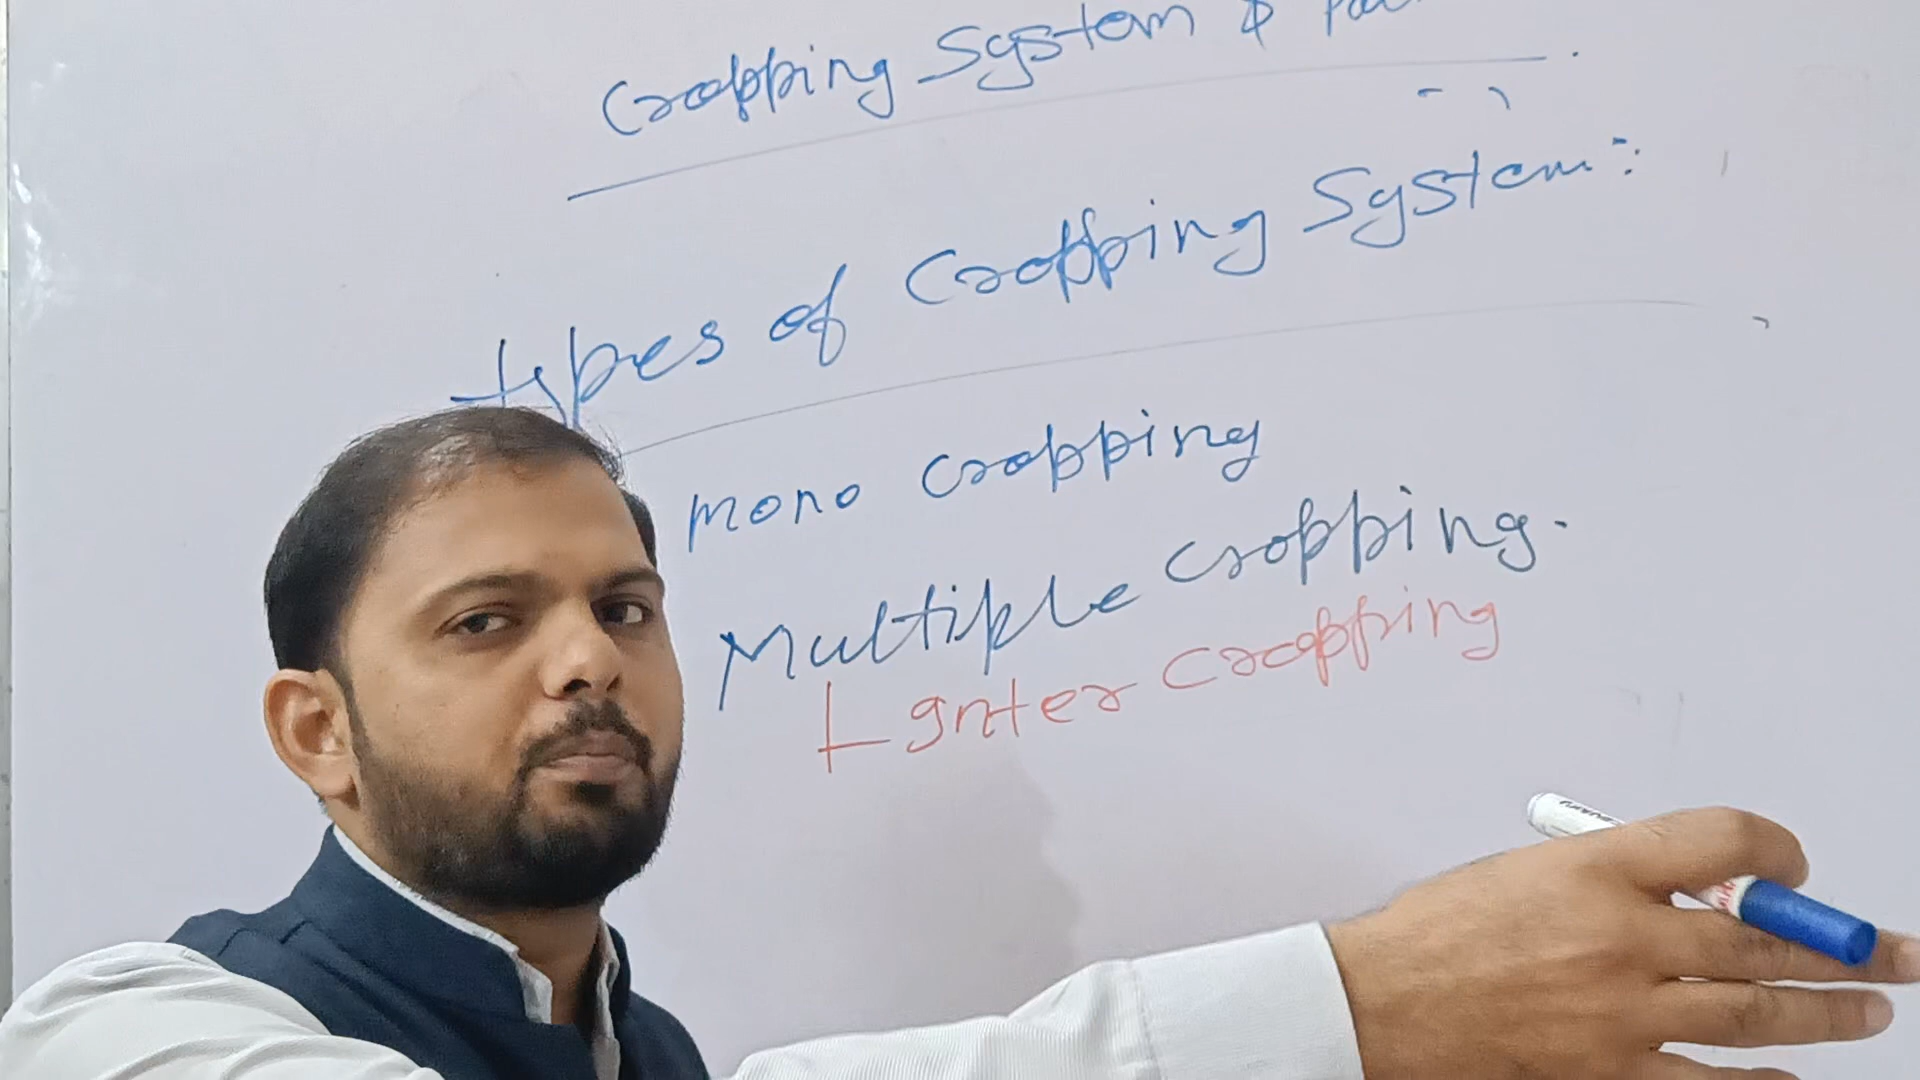 Cropping System &
types of Cropping System:
mono cropping
Multiple cropping.
Inter cropping